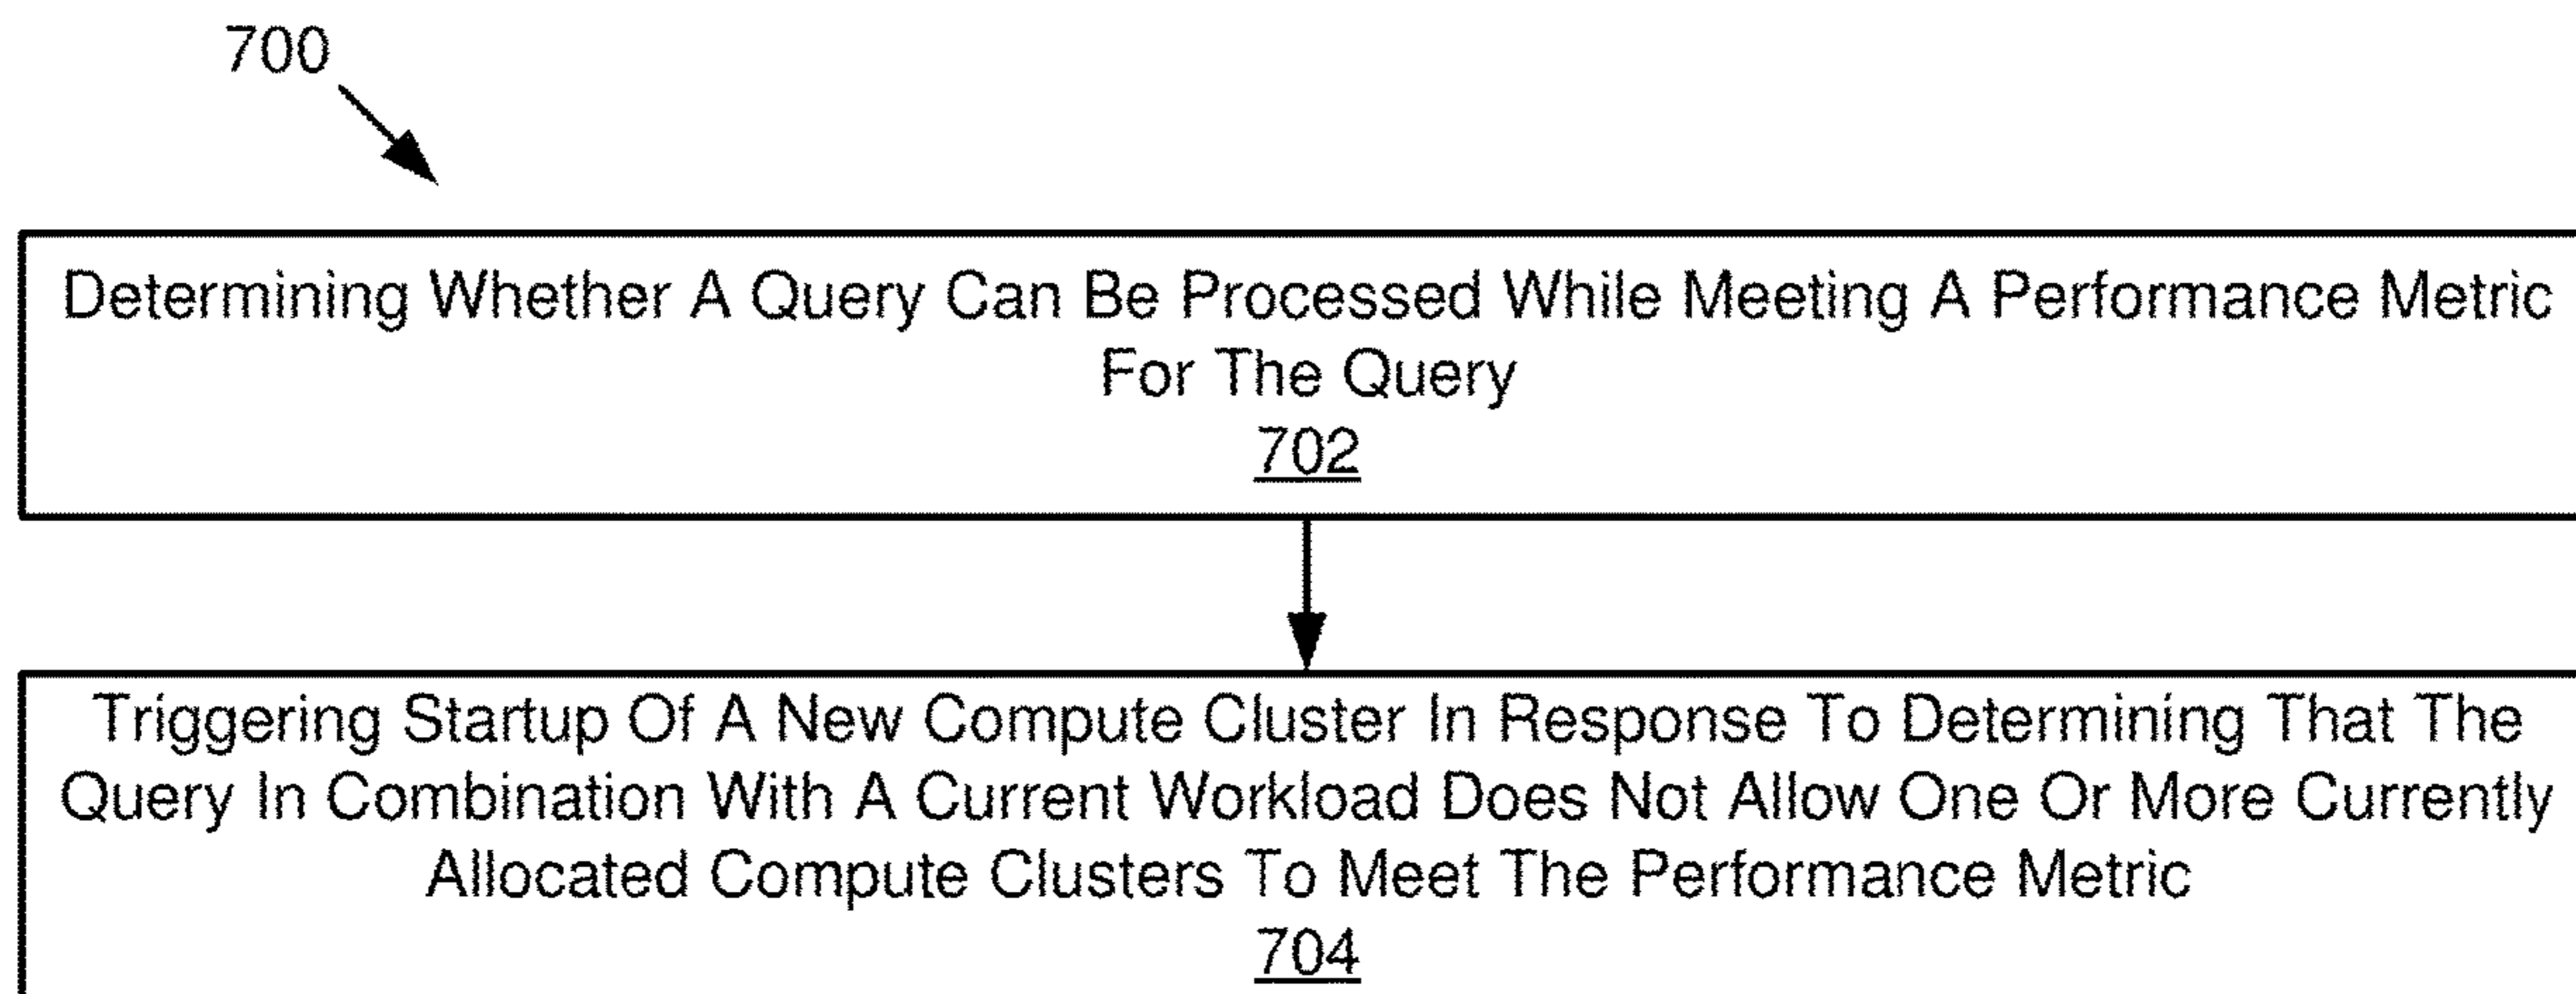 700
Determining Whether A Query Can Be Processed While Meeting A Performance Metric
For The Query
702
Triggering Startup Of A New Compute Cluster In Response To Determining That The
Query In Combination With A Current Workload Does Not Allow One Or More Currently
Allocated Compute Clusters To Meet The Performance Metric
704